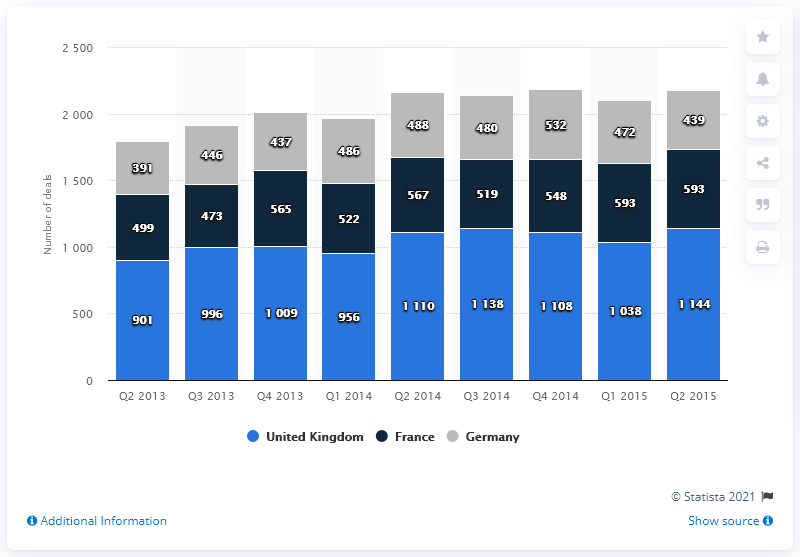 2 500
2 000
1 500
1 000
500
0
Number of deals
391 446 437 486 488 480 532 472 439
499 473 565 522 567 519 548 593 593
901 996 1 009 956 1 110 1 138 1 108 1 038 1 144
Q2 2013 Q3 2013 Q4 2013 Q1 2014 Q2 2014 Q3 2014 Q4 2014 Q1 2015 Q2 2015
United Kingdom France Germany
© Statista 2021
Additional Information Show source